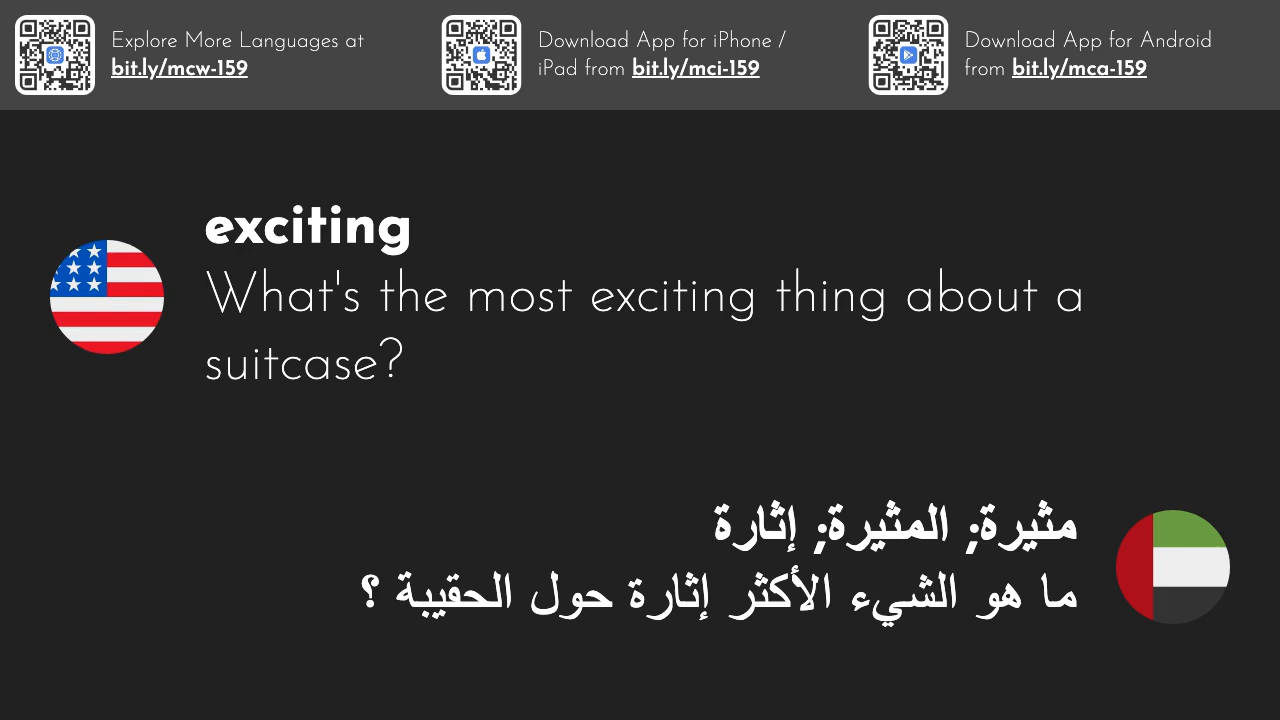 Explore More Languages at
bit.ly/mcw-159
Download App for iPhone /
iPad from bit.ly/mci-159
Download App for Android
from bit.ly/mca-159
exciting
What's the most exciting thing about a
suitcase?
مثيرة; المثيرة; إثارة
ما هو الشيء الأكثر إثارة حول الحقيبة ؟